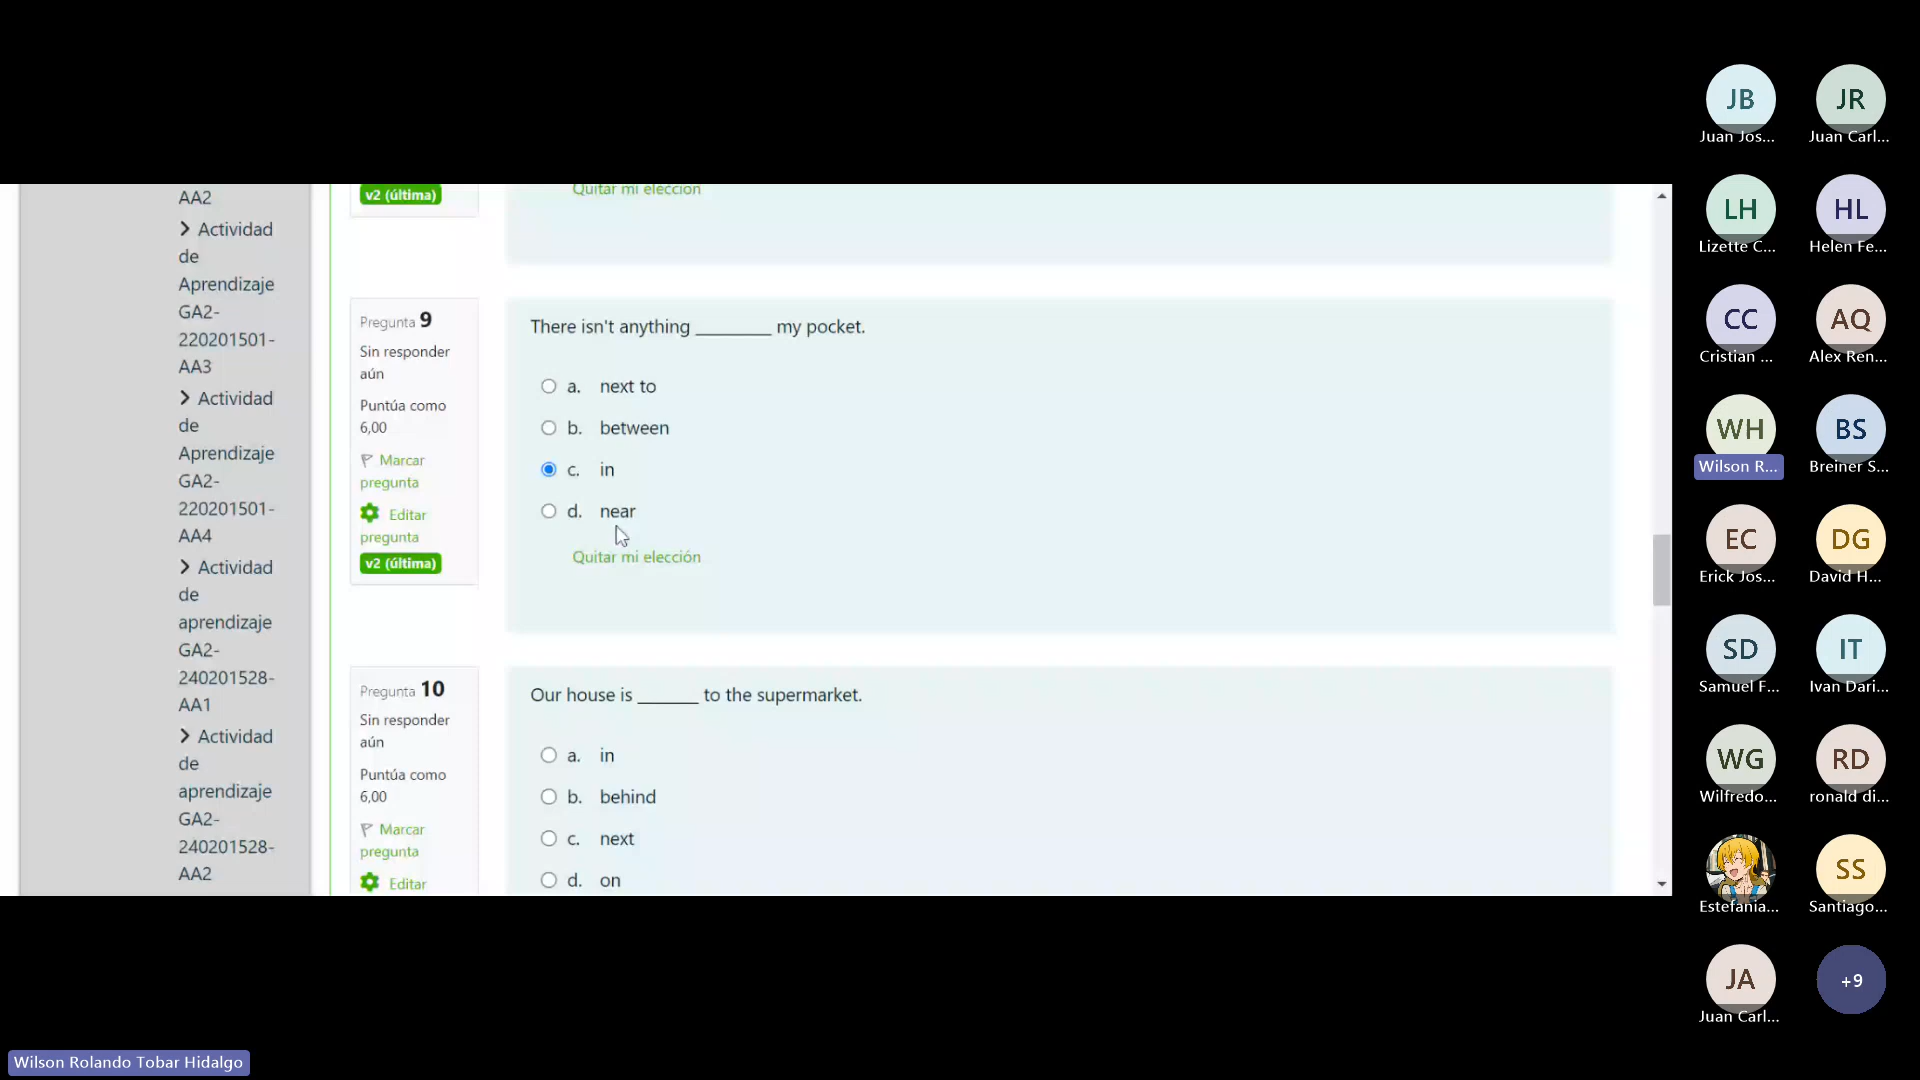 AA2
Actividad
de
Aprendizaje
GA2-
220201501-
AA3
Actividad
de
Aprendizaje
GA2-
220201501-
AA4
Actividad
de
aprendizaje
GA2-
240201528-
AA1
Actividad
de
aprendizaje
GA2-
240201528-
AA2
v2 (última)
Quitar mi elección
Pregunta 9
Sin responder
aún
Puntúa como
6,00
Marcar
pregunta
Editar
pregunta
v2 (última)
There isn't anything ________ my pocket.
a. next to
b. between
c. in
d. near
Quitar mi elección
Pregunta 10
Sin responder
aún
Puntúa como
6,00
Marcar
pregunta
Editar
Our house is ______ to the supermarket.
a. in
b. behind
c. next
d. on
JB
Juan Jos...
JR
Juan Carl...
LH
Lizette C...
HL
Helen Fe...
CC
Cristian ...
AQ
Alex Ren...
WH
Wilson R...
BS
Breiner S...
EC
Erick Jos...
DG
David H...
SD
Samuel F...
IT
Ivan Dari...
WG
Wilfredo...
RD
ronald di...
Estefania...
SS
Santiago...
JA
Juan Carl...
+9
Wilson Rolando Tobar Hidalgo